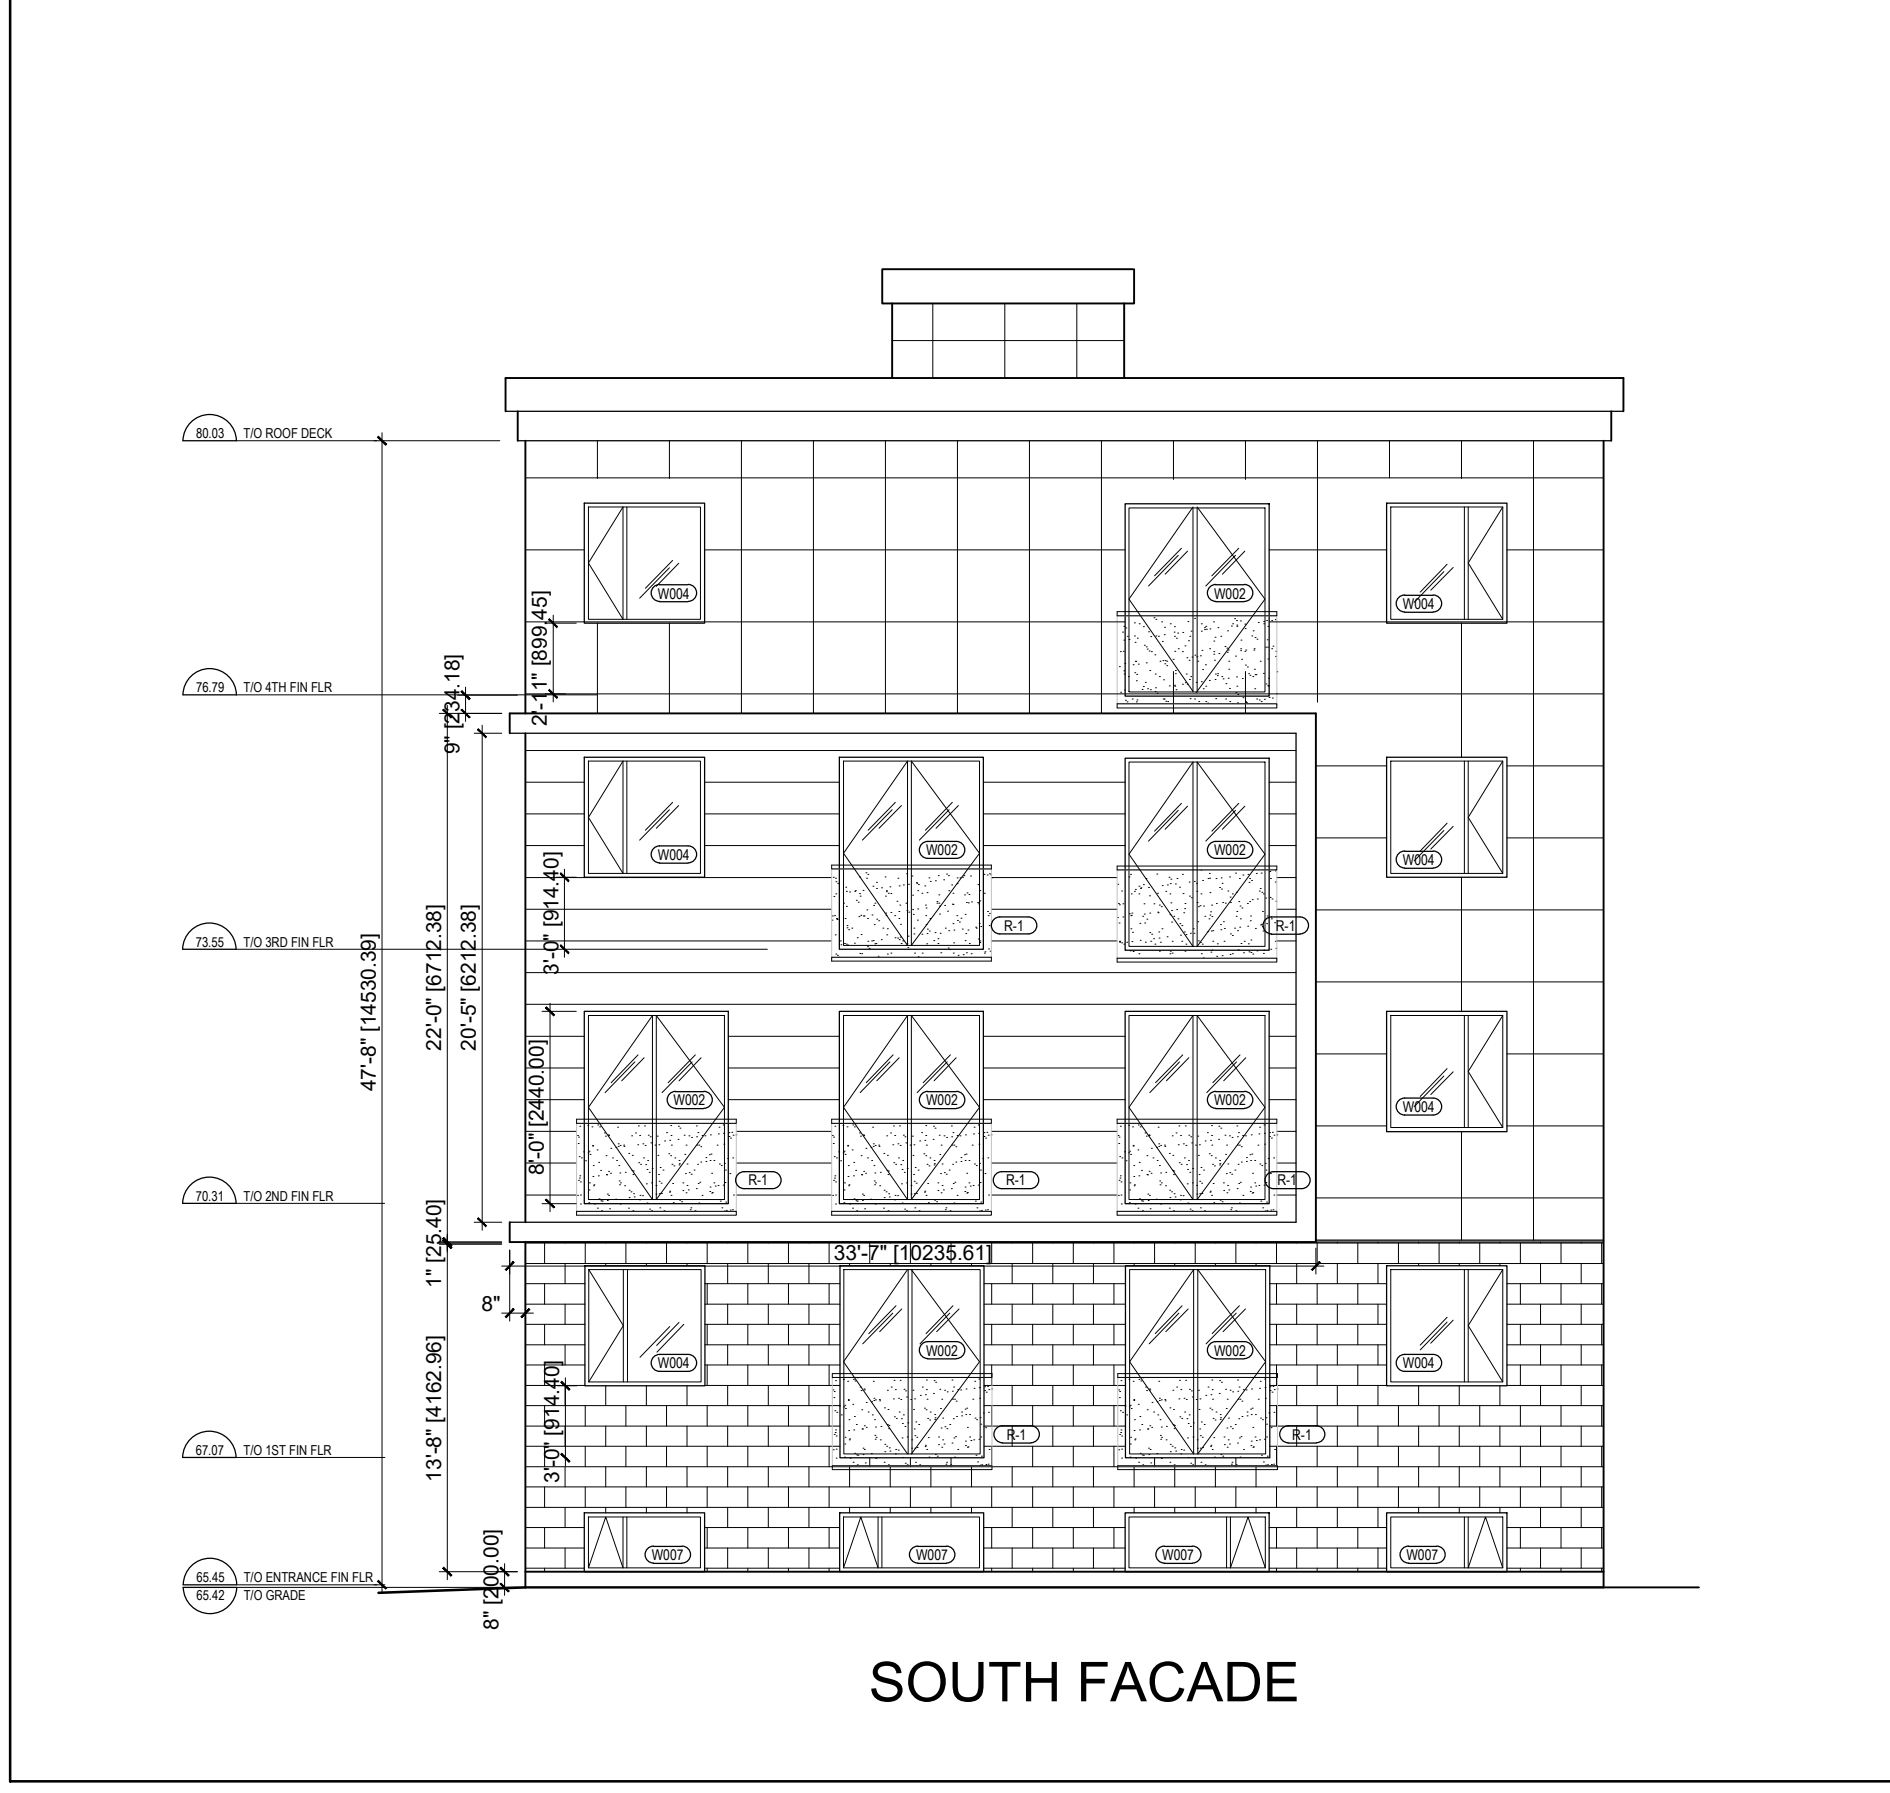 80.03 T/O ROOF DECK
W004
W002
W004
2'-11" [899.45]
76.79 T/O 4TH FIN FLR
9" [234.18]
W004
W002
W002
W004
3'-0" [914.40]
R-1
R-1
73.55 T/O 3RD FIN FLR
47'-8" [14530.39]
22'-0" [6712.38]
20'-5" [6212.38]
8'-0" [2440.00]
W002
W002
W002
W004
R-1
R-1
R-1
70.31 T/O 2ND FIN FLR
1" [25.40]
33'-7" [10235.61]
8"
W004
W002
W002
W004
13'-8" [4162.96]
3'-0" [914.40]
R-1
R-1
67.07 T/O 1ST FIN FLR
W007
W007
W007
W007
65.45 T/O ENTRANCE FIN FLR
65.42 T/O GRADE
8" [200.00]
SOUTH FACADE